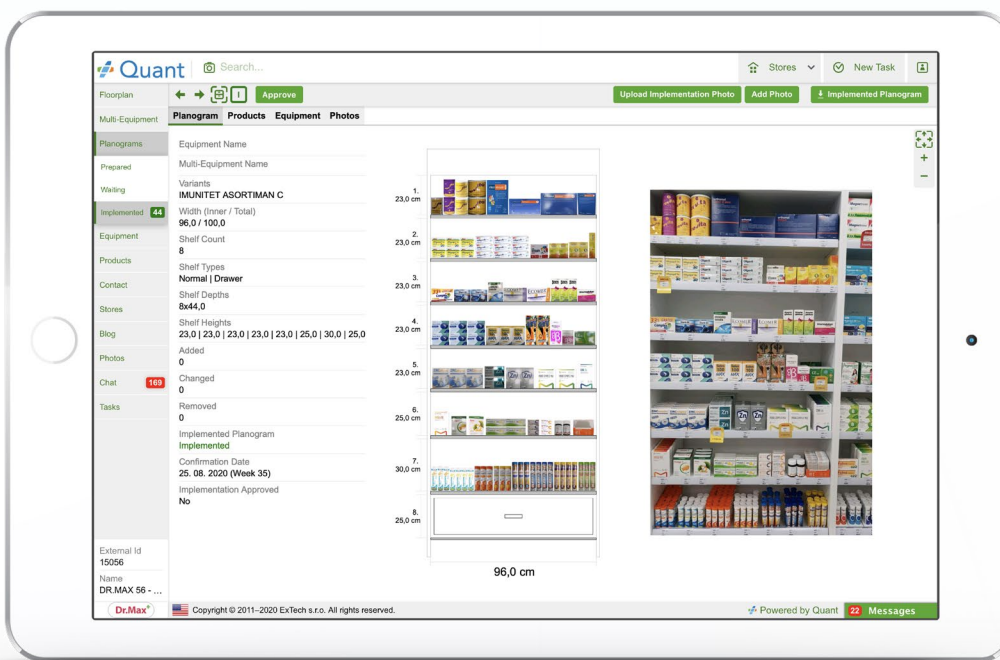 Quant
Search...
Stores
New Task
Floorplan
Approve
Upload Implementation Photo
Add Photo
Implemented Planogram
Multi-Equipment
Planogram Products Equipment Photos
Planograms
Prepared
Waiting
Implemented 44
Equipment
Products
Contact
Stores
Blog
Photos
Chat 169
Tasks
Equipment Name
Multi-Equipment Name
Variants
IMUNITET ASORTIMAN C
Width (Inner / Total)
96,0 / 100,0
Shelf Count
8
Shelf Types
Normal | Drawer
Shelf Depths
8x44,0
Shelf Heights
23,0 | 23,0 | 23,0 | 23,0 | 23,0 | 25,0 | 30,0 | 25,0
Added
0
Changed
0
Removed
0
Implemented Planogram
Implemented
Confirmation Date
25. 08. 2020 (Week 35)
Implementation Approved
No
1.
23,0 cm
2.
23,0 cm
3.
23,0 cm
4.
23,0 cm
5.
23,0 cm
6.
25,0 cm
7.
30,0 cm
8.
25,0 cm
96,0 cm
External Id
15056
Name
DR.MAX 56 - ...
Dr.Max+
Copyright © 2011–2020 ExTech s.r.o. All rights reserved.
Powered by Quant
22 Messages